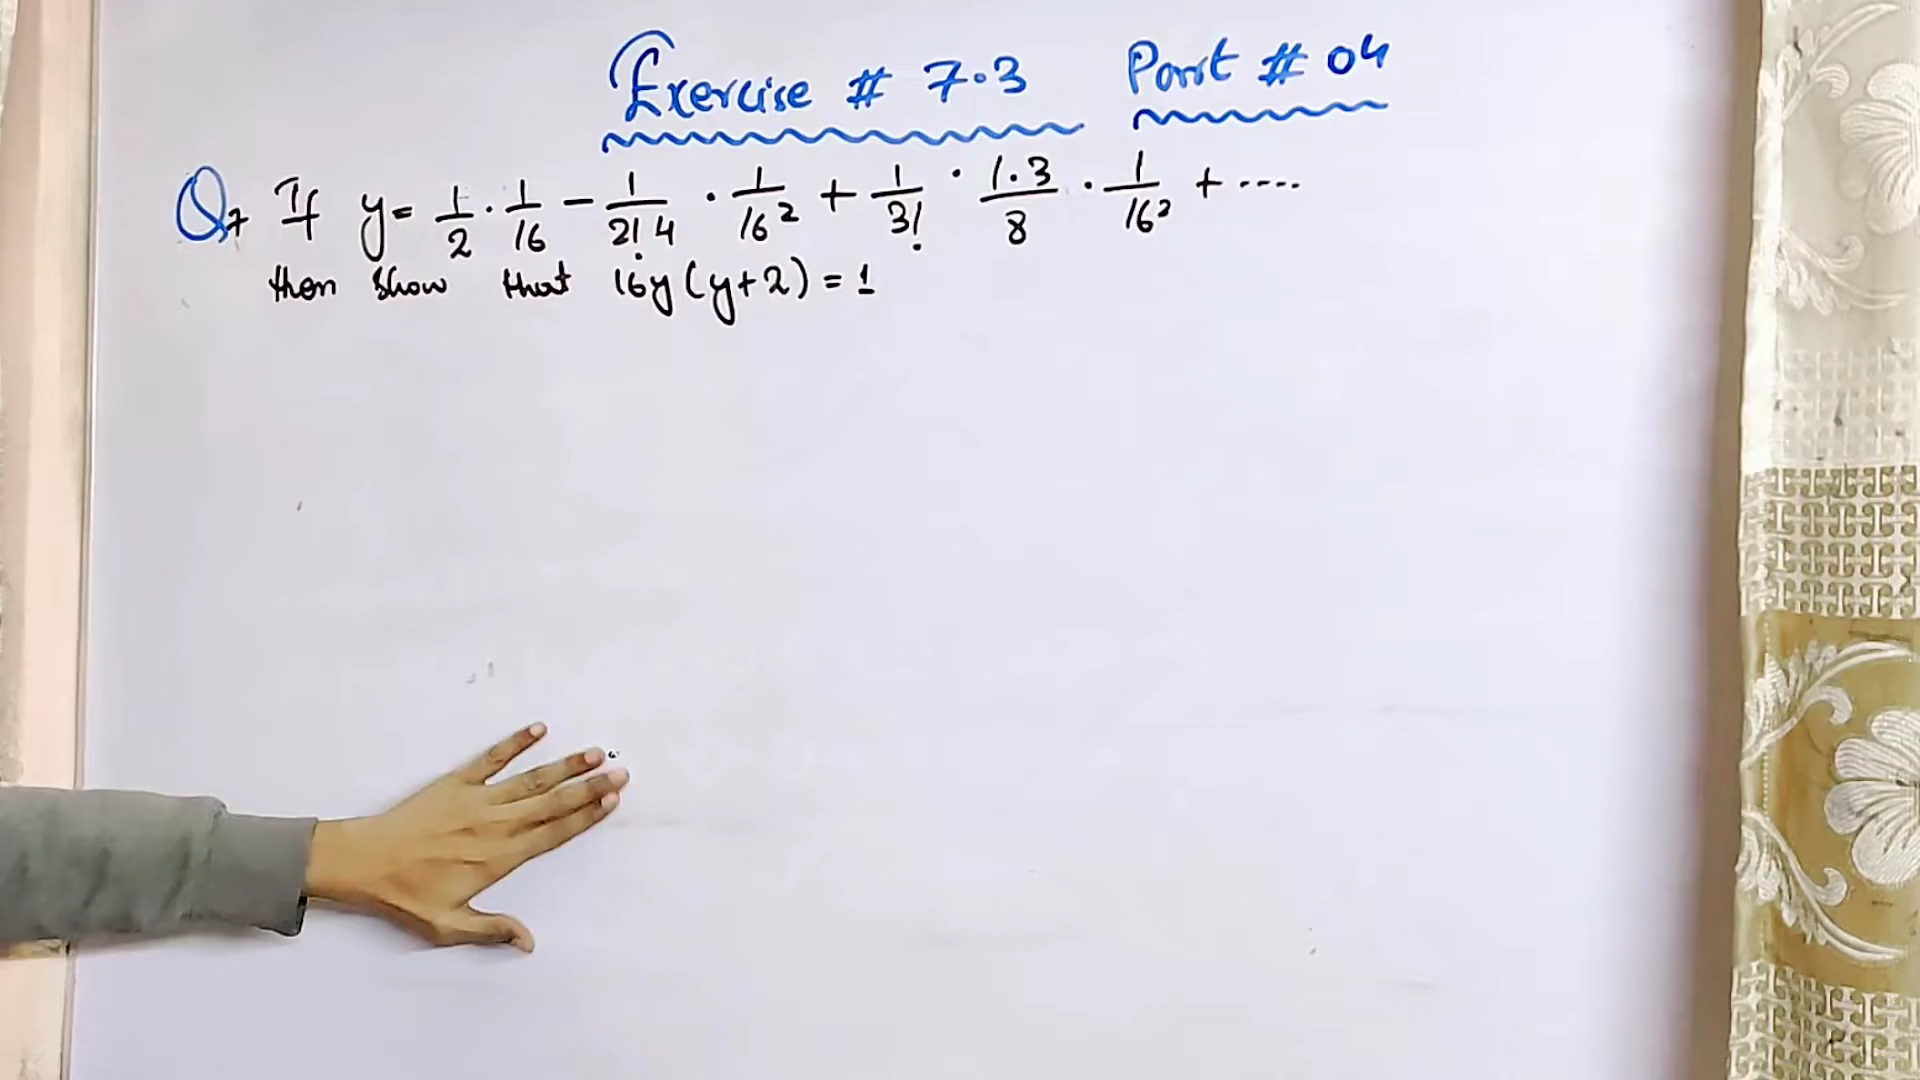 Exercise # 7.3 Part # 04
Q7 If y = 1/2 · 1/16 − 1/2! 4 · 1/16² + 1/3! · 1·3/8 · 1/16³ + ....
then show that 16y(y+2) = 1